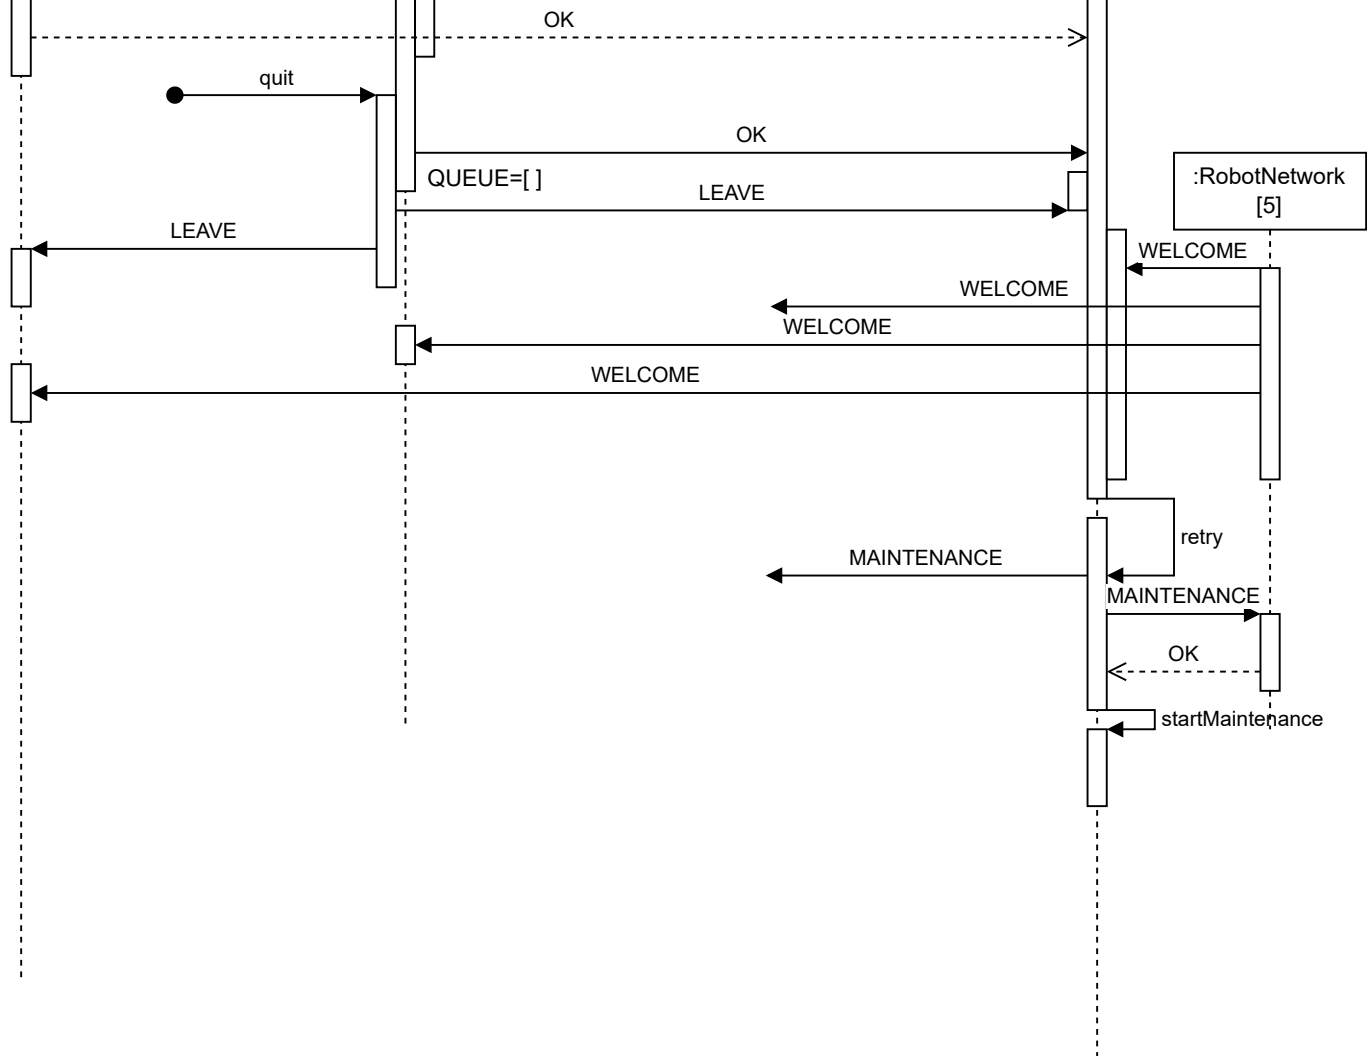 OK
quit
OK
:RobotNetwork
[5]
QUEUE=[ ]
LEAVE
LEAVE
WELCOME
WELCOME
WELCOME
WELCOME
retry
MAINTENANCE
MAINTENANCE
OK
startMaintenance